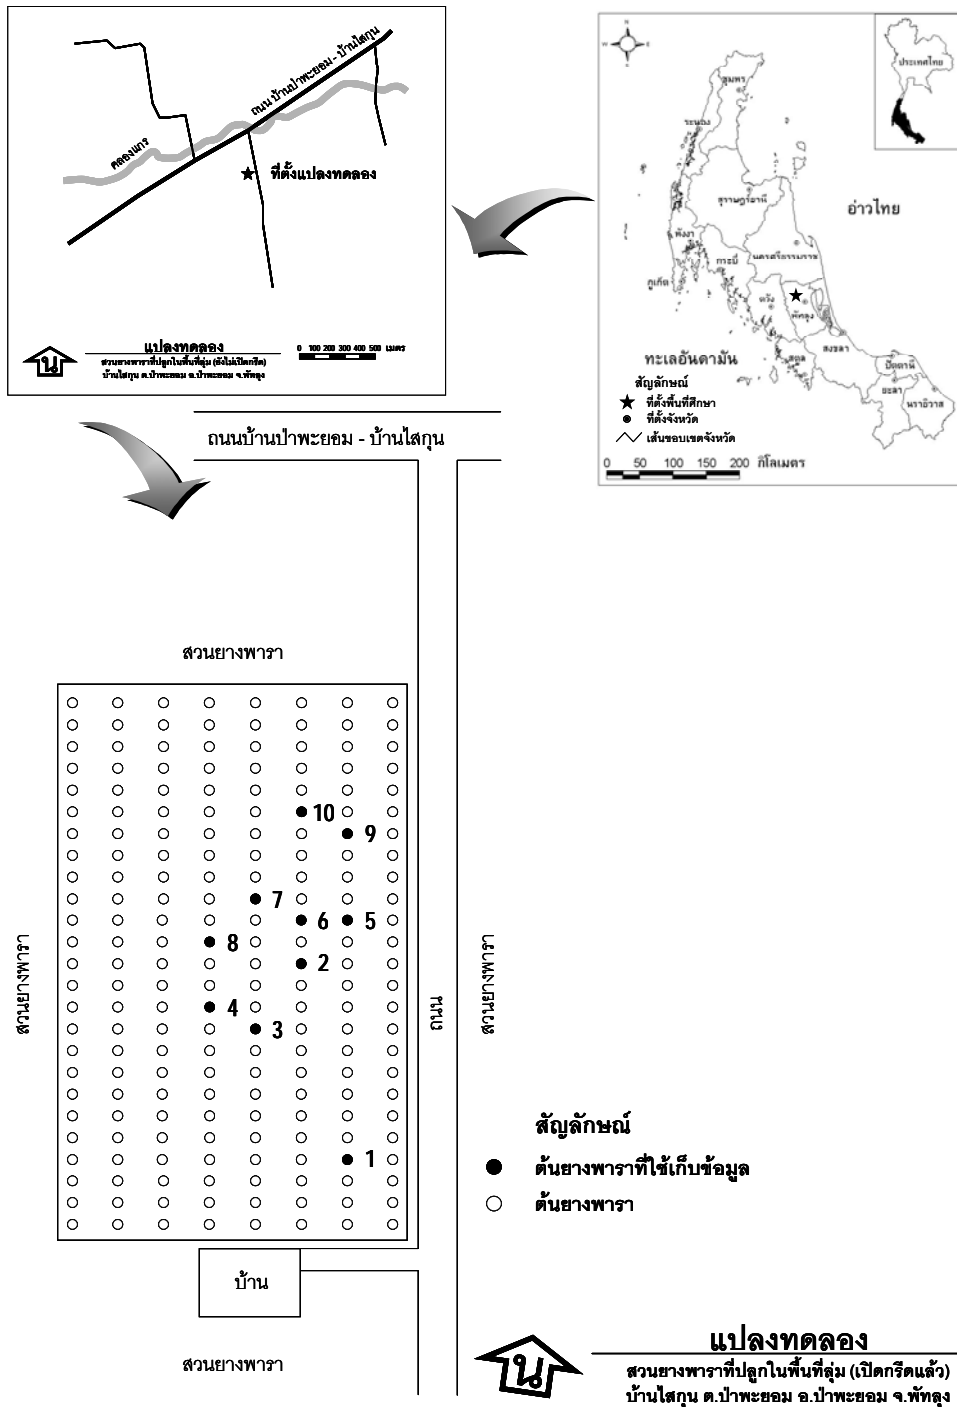 ถนน บ้านป่าพะยอม - บ้านไสกุน
คลองแกร
ที่ตั้งแปลงทดลอง
น
แปลงทดลอง
สวนยางพาราที่ปลูกในพื้นที่ลุ่ม (ยังไม่เปิดกรีด)
บ้านไสกุน ต.ป่าพะยอม อ.ป่าพะยอม จ.พัทลุง
0 100 200 300 400 500 เมตร
N
W E
S
ประเทศไทย
ชุมพร
ระนอง
สุราษฎร์ธานี
อ่าวไทย
พังงา
กระบี่
นครศรีธรรมราช
ภูเก็ต
ตรัง
พัทลุง
สงขลา
ทะเลอันดามัน
สตูล
ปัตตานี
ยะลา
นราธิวาส
สัญลักษณ์
ที่ตั้งพื้นที่ศึกษา
ที่ตั้งจังหวัด
เส้นขอบเขตจังหวัด
0 50 100 150 200 กิโลเมตร
ถนนบ้านป่าพะยอม - บ้านไสกุน
สวนยางพารา
10
9
7
6 5
8
2
4
3
1
สวนยางพารา
ถนน
สวนยางพารา
บ้าน
สวนยางพารา
สัญลักษณ์
ต้นยางพาราที่ใช้เก็บข้อมูล
ต้นยางพารา
น
แปลงทดลอง
สวนยางพาราที่ปลูกในพื้นที่ลุ่ม (เปิดกรีดแล้ว)
บ้านไสกุน ต.ป่าพะยอม อ.ป่าพะยอม จ.พัทลุง